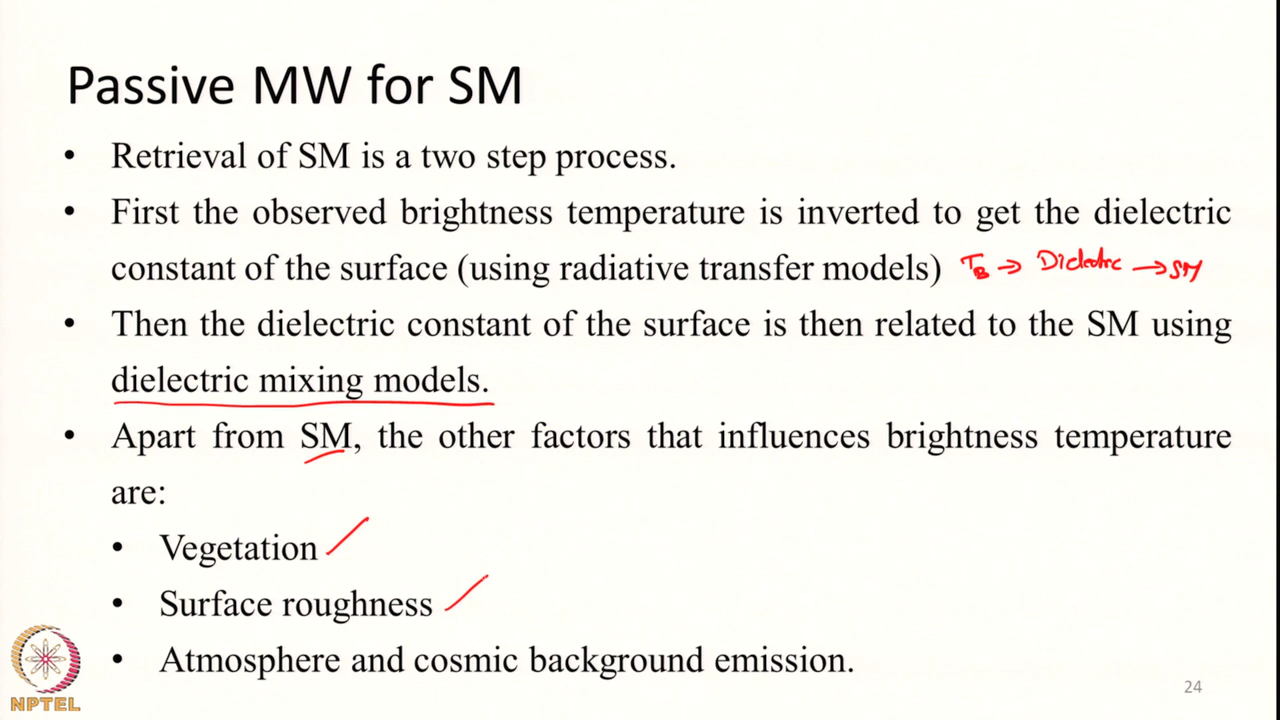 Passive MW for SM
• Retrieval of SM is a two step process.
• First the observed brightness temperature is inverted to get the dielectric
constant of the surface (using radiative transfer models) TB → Dielectric → SM
• Then the dielectric constant of the surface is then related to the SM using
dielectric mixing models.
• Apart from SM, the other factors that influences brightness temperature
are:
• Vegetation
• Surface roughness
• Atmosphere and cosmic background emission.
NPTEL
24